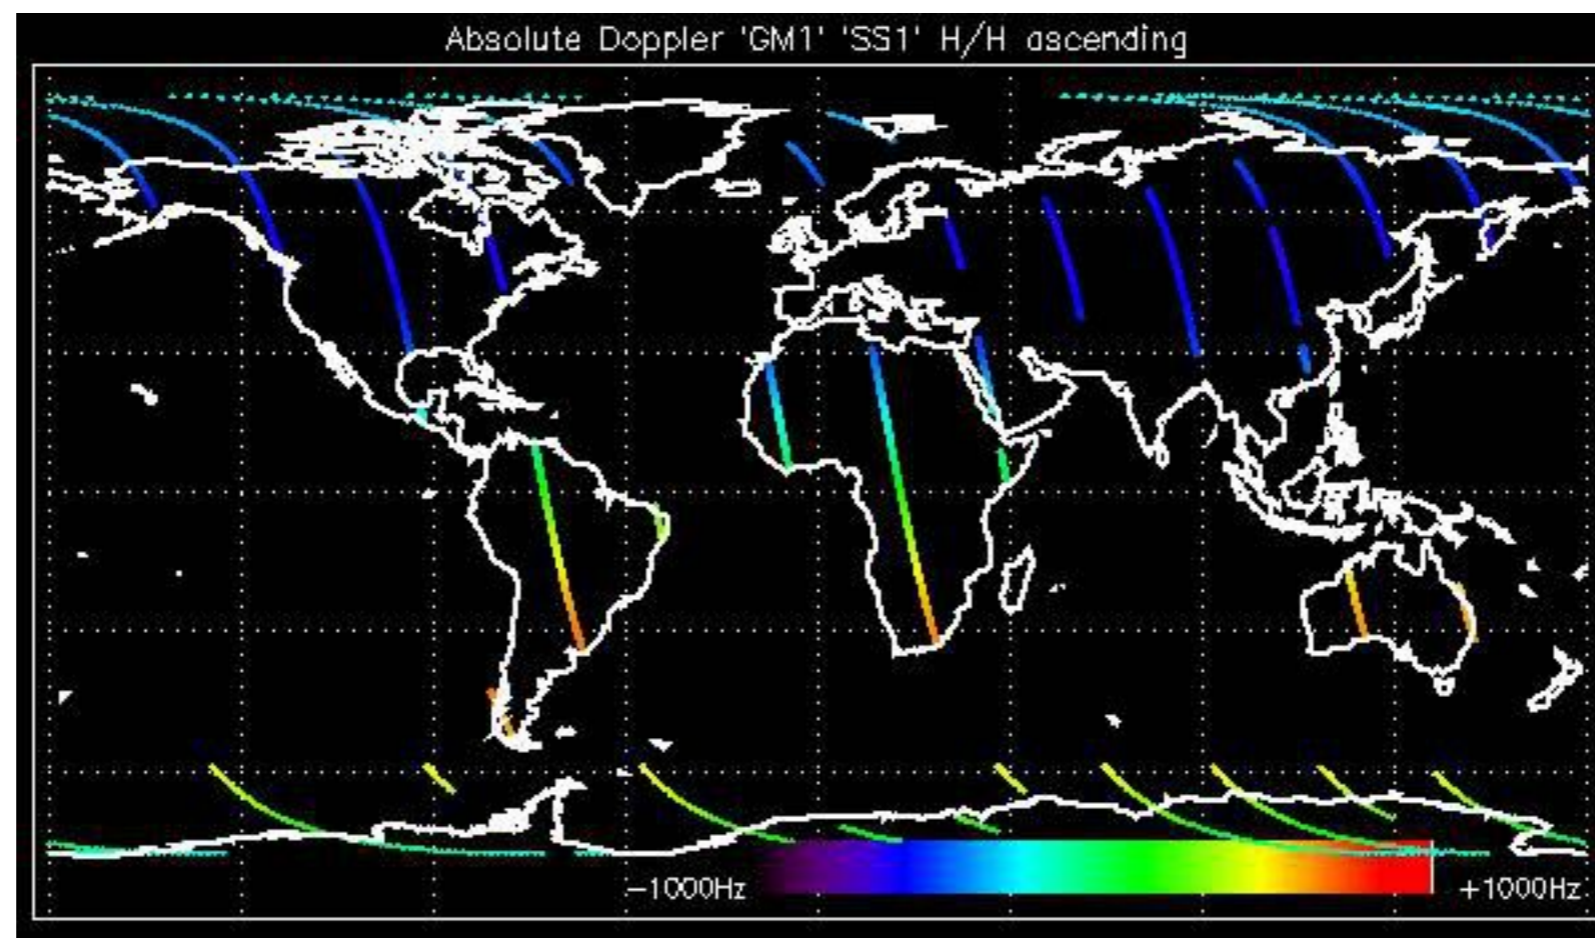 Absolute Doppler 'GM1' 'SS1' H/H ascending
−1000Hz
+1000Hz